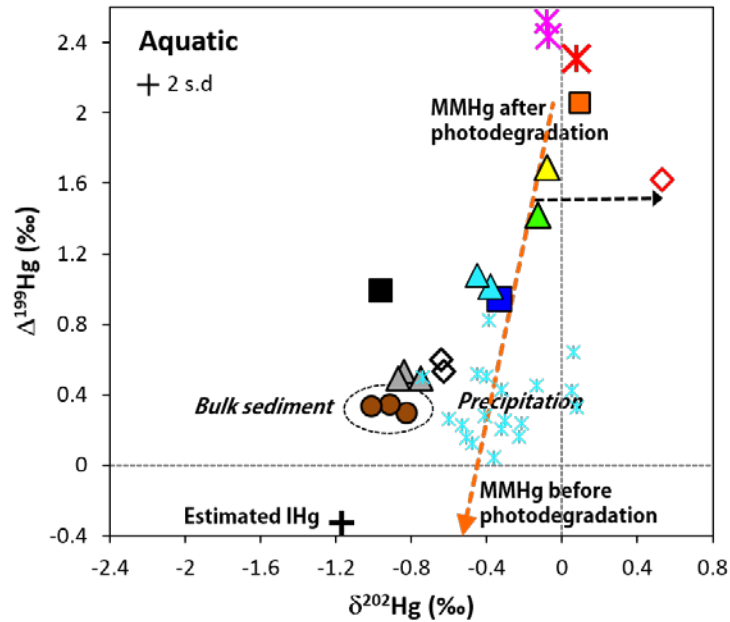 Aquatic
2 s.d
MMHg after
photodegradation
Bulk sediment
Precipitation
MMHg before
photodegradation
Estimated IHg
Δ¹⁹⁹Hg (‰)
2.4
2
1.6
1.2
0.8
0.4
0
-0.4
-2.4
-2
-1.6
-1.2
-0.8
-0.4
0
0.4
0.8
δ²⁰²Hg (‰)